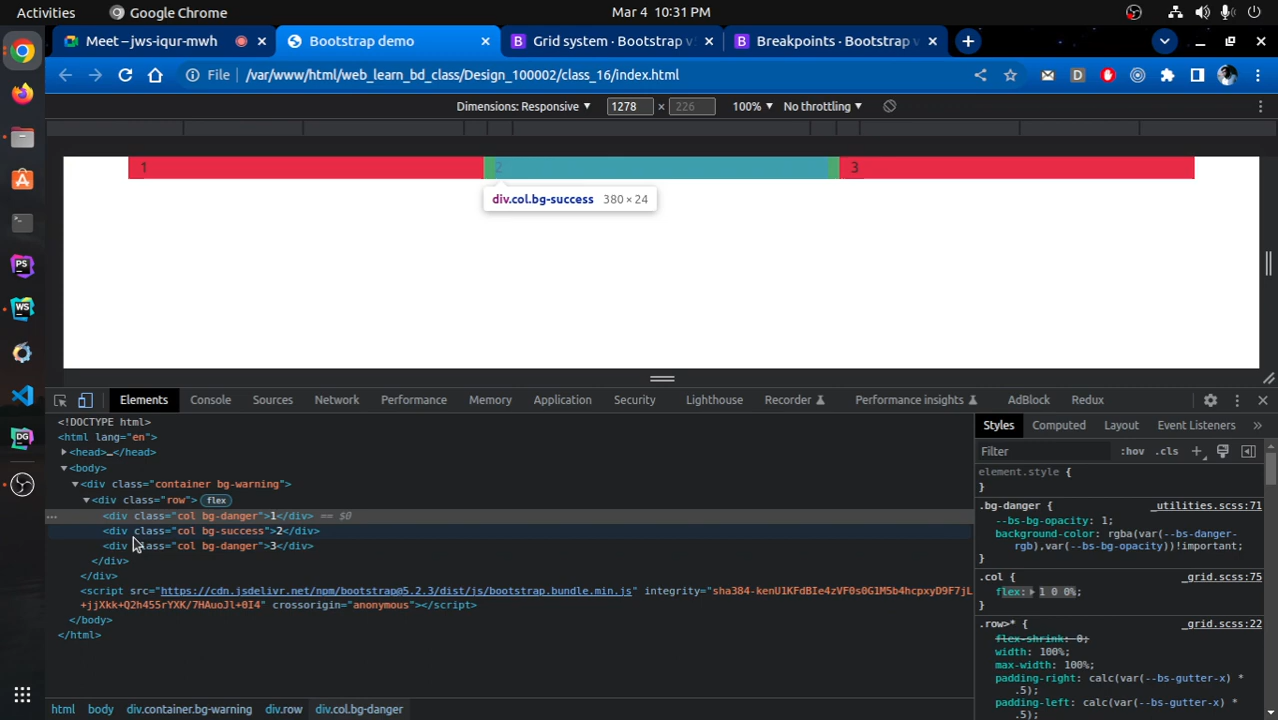 Activities
Google Chrome
Mar 4 10:31 PM
Meet – jws-iqur-mwh
Bootstrap demo
Grid system · Bootstrap v
Breakpoints · Bootstrap v
File
/var/www/html/web_learn_bd_class/Design_100002/class_16/index.html
Dimensions: Responsive
1278 × 226
100%
No throttling
1
2
3
div.col.bg-success 380 × 24
Elements
Console
Sources
Network
Performance
Memory
Application
Security
Lighthouse
Recorder
Performance insights
AdBlock
Redux
<!DOCTYPE html>
<html lang="en">
<head>…</head>
<body>
<div class="container bg-warning">
<div class="row"> flex
<div class="col bg-danger">1</div> == $0
<div class="col bg-success">2</div>
<div class="col bg-danger">3</div>
</div>
</div>
<script src="https://cdn.jsdelivr.net/npm/bootstrap@5.2.3/dist/js/bootstrap.bundle.min.js" integrity="sha384-kenU1KFdBIe4zVF0s0G1M5b4hcpxyD9F7jL
+jjXkk+Q2h455rYXK/7HAuoJl+0I4" crossorigin="anonymous"></script>
</body>
</html>
html
body
div.container.bg-warning
div.row
div.col.bg-danger
Styles
Computed
Layout
Event Listeners
Filter
:hov
.cls
element.style {
}
.bg-danger {
_utilities.scss:71
--bs-bg-opacity: 1;
background-color: rgba(var(--bs-danger-
rgb),var(--bs-bg-opacity))!important;
}
.col {
_grid.scss:75
flex: 1 0 0%;
}
.row>* {
_grid.scss:22
flex-shrink: 0;
width: 100%;
max-width: 100%;
padding-right: calc(var(--bs-gutter-x) *
.5);
padding-left: calc(var(--bs-gutter-x) *
.5);